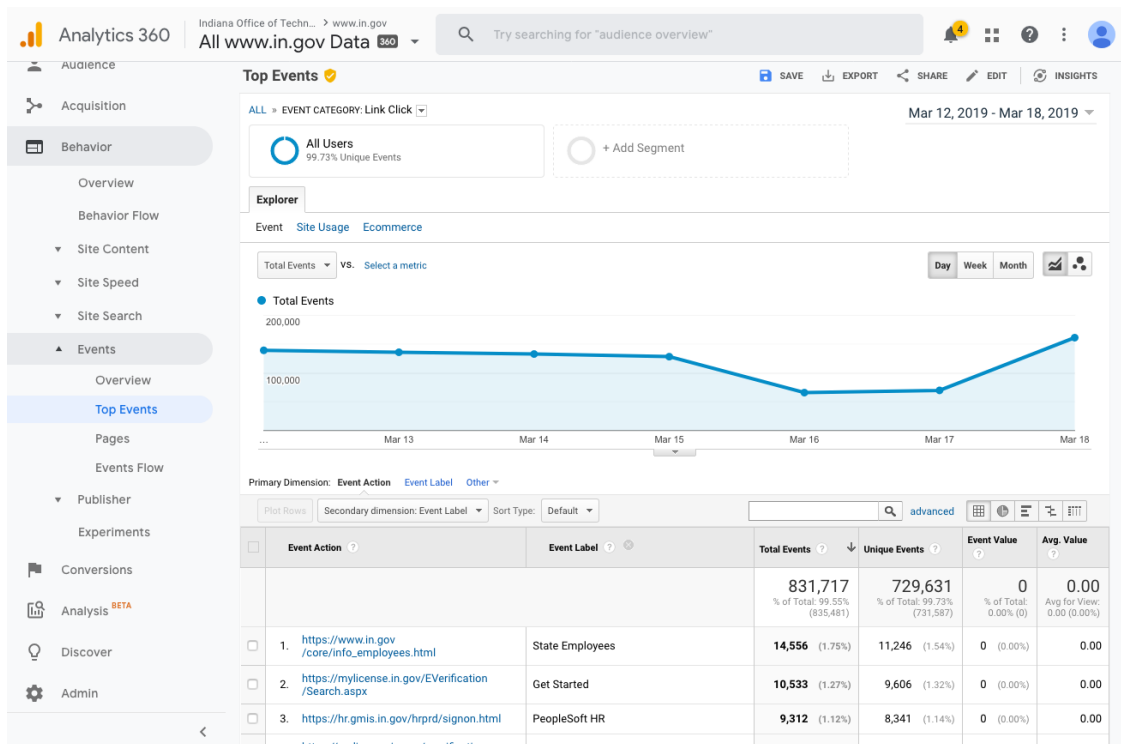 Analytics 360
Indiana Office of Techn... > www.in.gov
All www.in.gov Data 360
Try searching for "audience overview"
4
Audience
Acquisition
Behavior
Overview
Behavior Flow
Site Content
Site Speed
Site Search
Events
Overview
Top Events
Pages
Events Flow
Publisher
Experiments
Conversions
Analysis BETA
Discover
Admin
Top Events
SAVE EXPORT SHARE EDIT INSIGHTS
ALL » EVENT CATEGORY: Link Click
Mar 12, 2019 - Mar 18, 2019
All Users
99.73% Unique Events
+ Add Segment
Explorer
Event Site Usage Ecommerce
Total Events VS. Select a metric
Day Week Month
Total Events
200,000
100,000
... Mar 13 Mar 14 Mar 15 Mar 16 Mar 17 Mar 18
Primary Dimension: Event Action Event Label Other
Plot Rows Secondary dimension: Event Label Sort Type: Default advanced
Event Action ? Event Label ? Total Events ? Unique Events ? Event Value ? Avg. Value ?
831,717 729,631 0 0.00
% of Total: 99.55% % of Total: 99.73% % of Total: Avg for View:
(835,481) (731,587) 0.00% (0) 0.00 (0.00%)
1. https://www.in.gov
/core/info_employees.html State Employees 14,556 (1.75%) 11,246 (1.54%) 0 (0.00%) 0.00
2. https://mylicense.in.gov/EVerification
/Search.aspx Get Started 10,533 (1.27%) 9,606 (1.32%) 0 (0.00%) 0.00
3. https://hr.gmis.in.gov/hrprd/signon.html PeopleSoft HR 9,312 (1.12%) 8,341 (1.14%) 0 (0.00%) 0.00